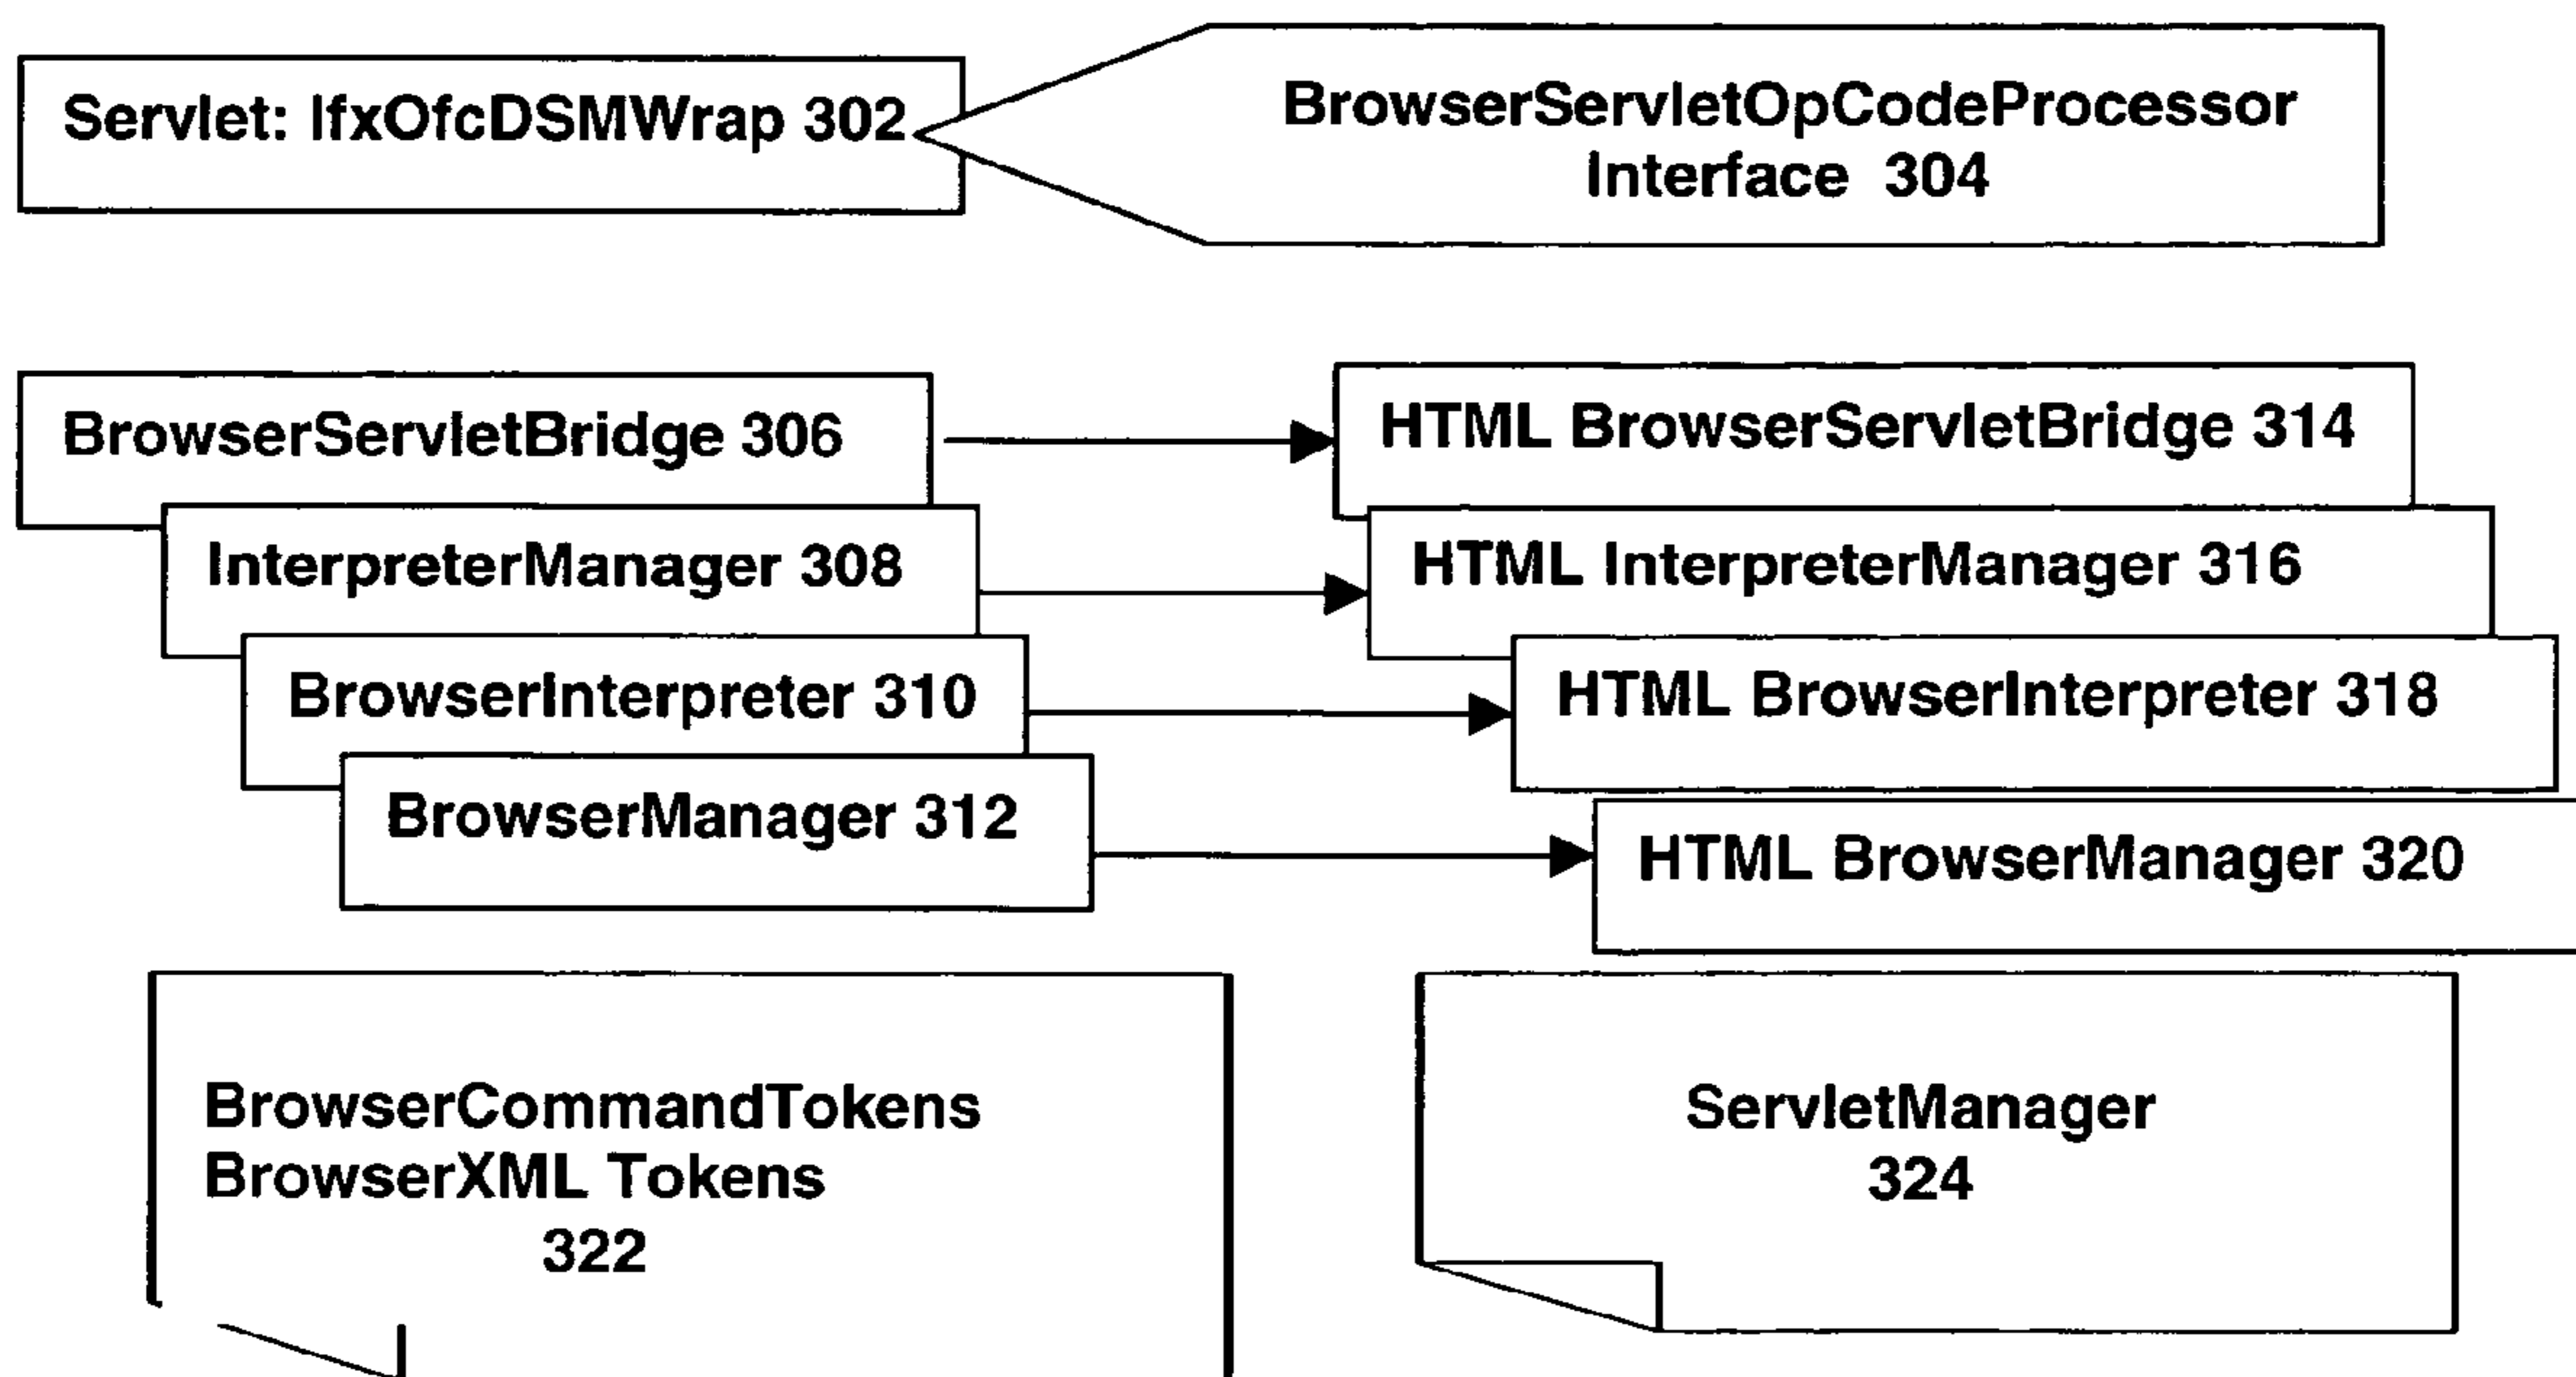 Servlet: IfxOfcDSMWrap 302
BrowserServletOpCodeProcessor
Interface 304
BrowserServletBridge 306
HTML BrowserServletBridge 314
InterpreterManager 308
HTML InterpreterManager 316
BrowserInterpreter 310
HTML BrowserInterpreter 318
BrowserManager 312
HTML BrowserManager 320
BrowserCommandTokens
BrowserXML Tokens
322
ServletManager
324